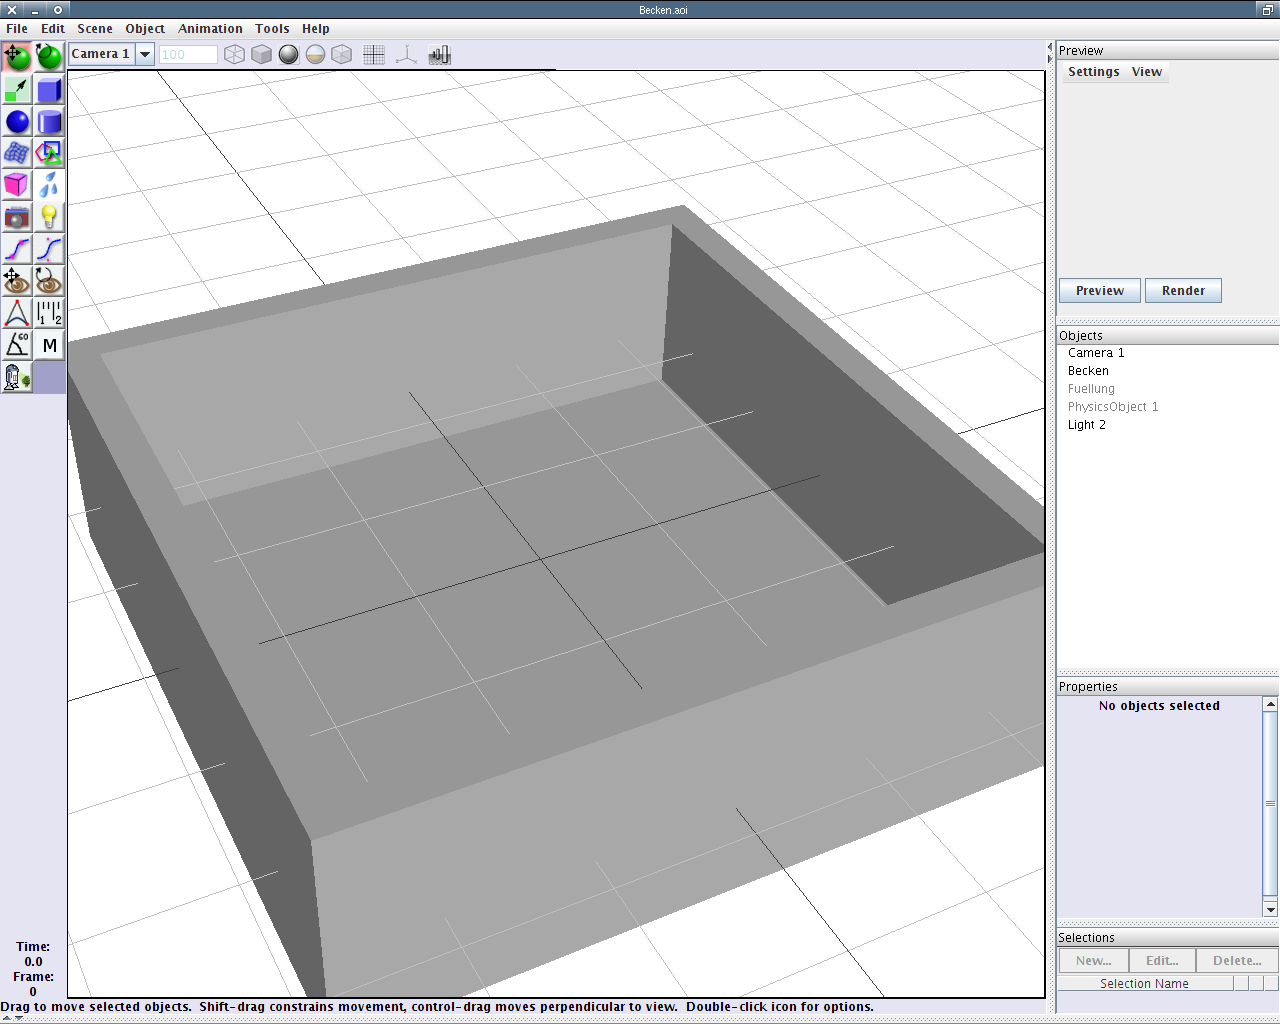 Becken.aoi
File Edit Scene Object Animation Tools Help
Camera 1 100
Preview
Settings View
Preview Render
Objects
Camera 1
Becken
Fuellung
PhysicsObject 1
Light 2
Properties
No objects selected
Selections
New... Edit... Delete...
Selection Name
1 2
60
M
Time:
0.0
Frame:
0
Drag to move selected objects. Shift-drag constrains movement, control-drag moves perpendicular to view. Double-click icon for options.